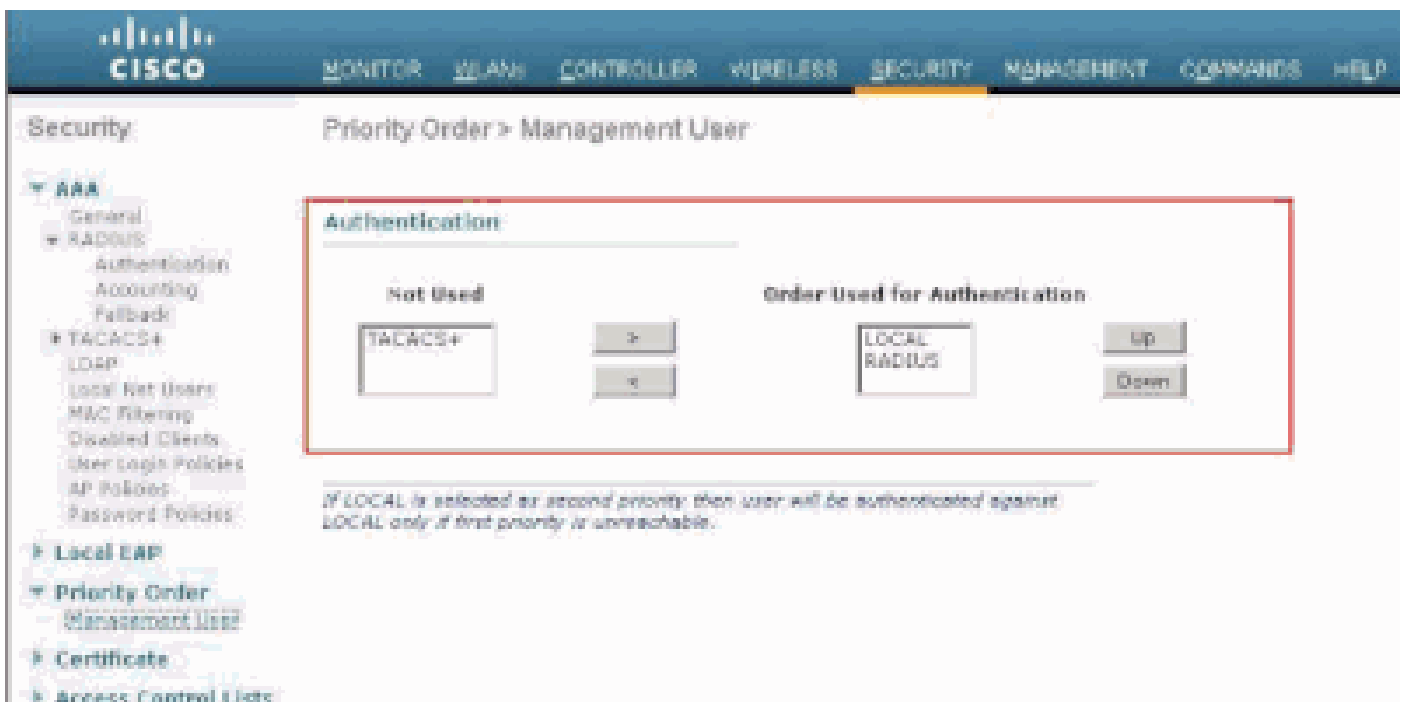 CISCO
MONITOR WLANs CONTROLLER WIRELESS SECURITY MANAGEMENT COMMANDS HELP
Security
AAA
General
RADIUS
Authentication
Accounting
Fallback
TACACS+
LDAP
Local Net Users
MAC Filtering
Disabled Clients
User Login Policies
AP Policies
Password Policies
Local EAP
Priority Order
Management User
Certificate
Access Control Lists
Priority Order > Management User
Authentication
Not Used
Order Used for Authentication
TACACS+
>
<
LOCAL
RADIUS
Up
Down
If LOCAL is selected as second priority then user will be authenticated against
LOCAL only if first priority is unreachable.